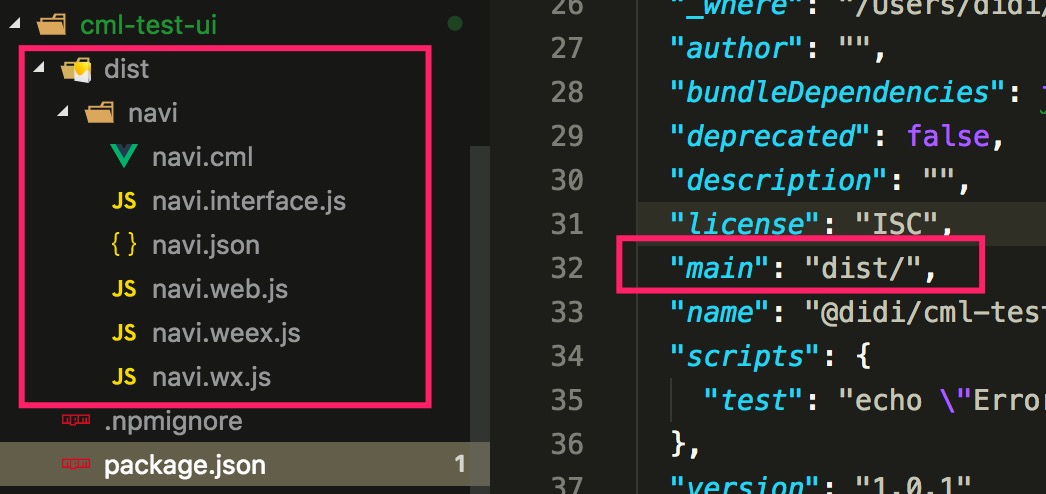 cml-test-ui
dist
navi
navi.cml
JS navi.interface.js
{ } navi.json
JS navi.web.js
JS navi.weex.js
JS navi.wx.js
.npmignore
package.json 1
26 "_where": "/Users/didi/
27 "author": "",
28 "bundleDependencies":
29 "deprecated": false,
30 "description": "",
31 "license": "ISC",
32 "main": "dist/",
33 "name": "@didi/cml-test
34 "scripts": {
35 "test": "echo \"Erro
36 },
37 "version": "1.0.1"